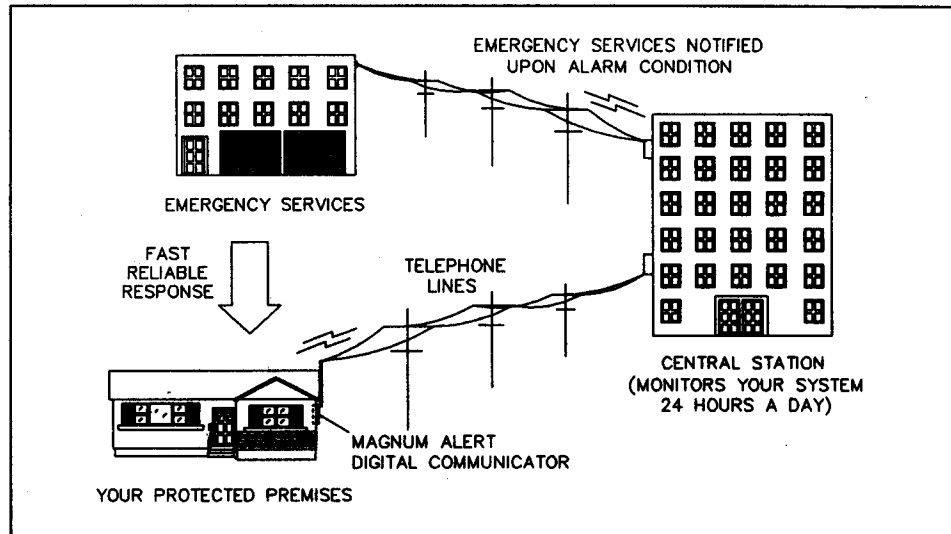 EMERGENCY SERVICES NOTIFIED
UPON ALARM CONDITION
EMERGENCY SERVICES
FAST
RELIABLE
RESPONSE
TELEPHONE
LINES
CENTRAL STATION
(MONITORS YOUR SYSTEM
24 HOURS A DAY)
MAGNUM ALERT
DIGITAL COMMUNICATOR
YOUR PROTECTED PREMISES